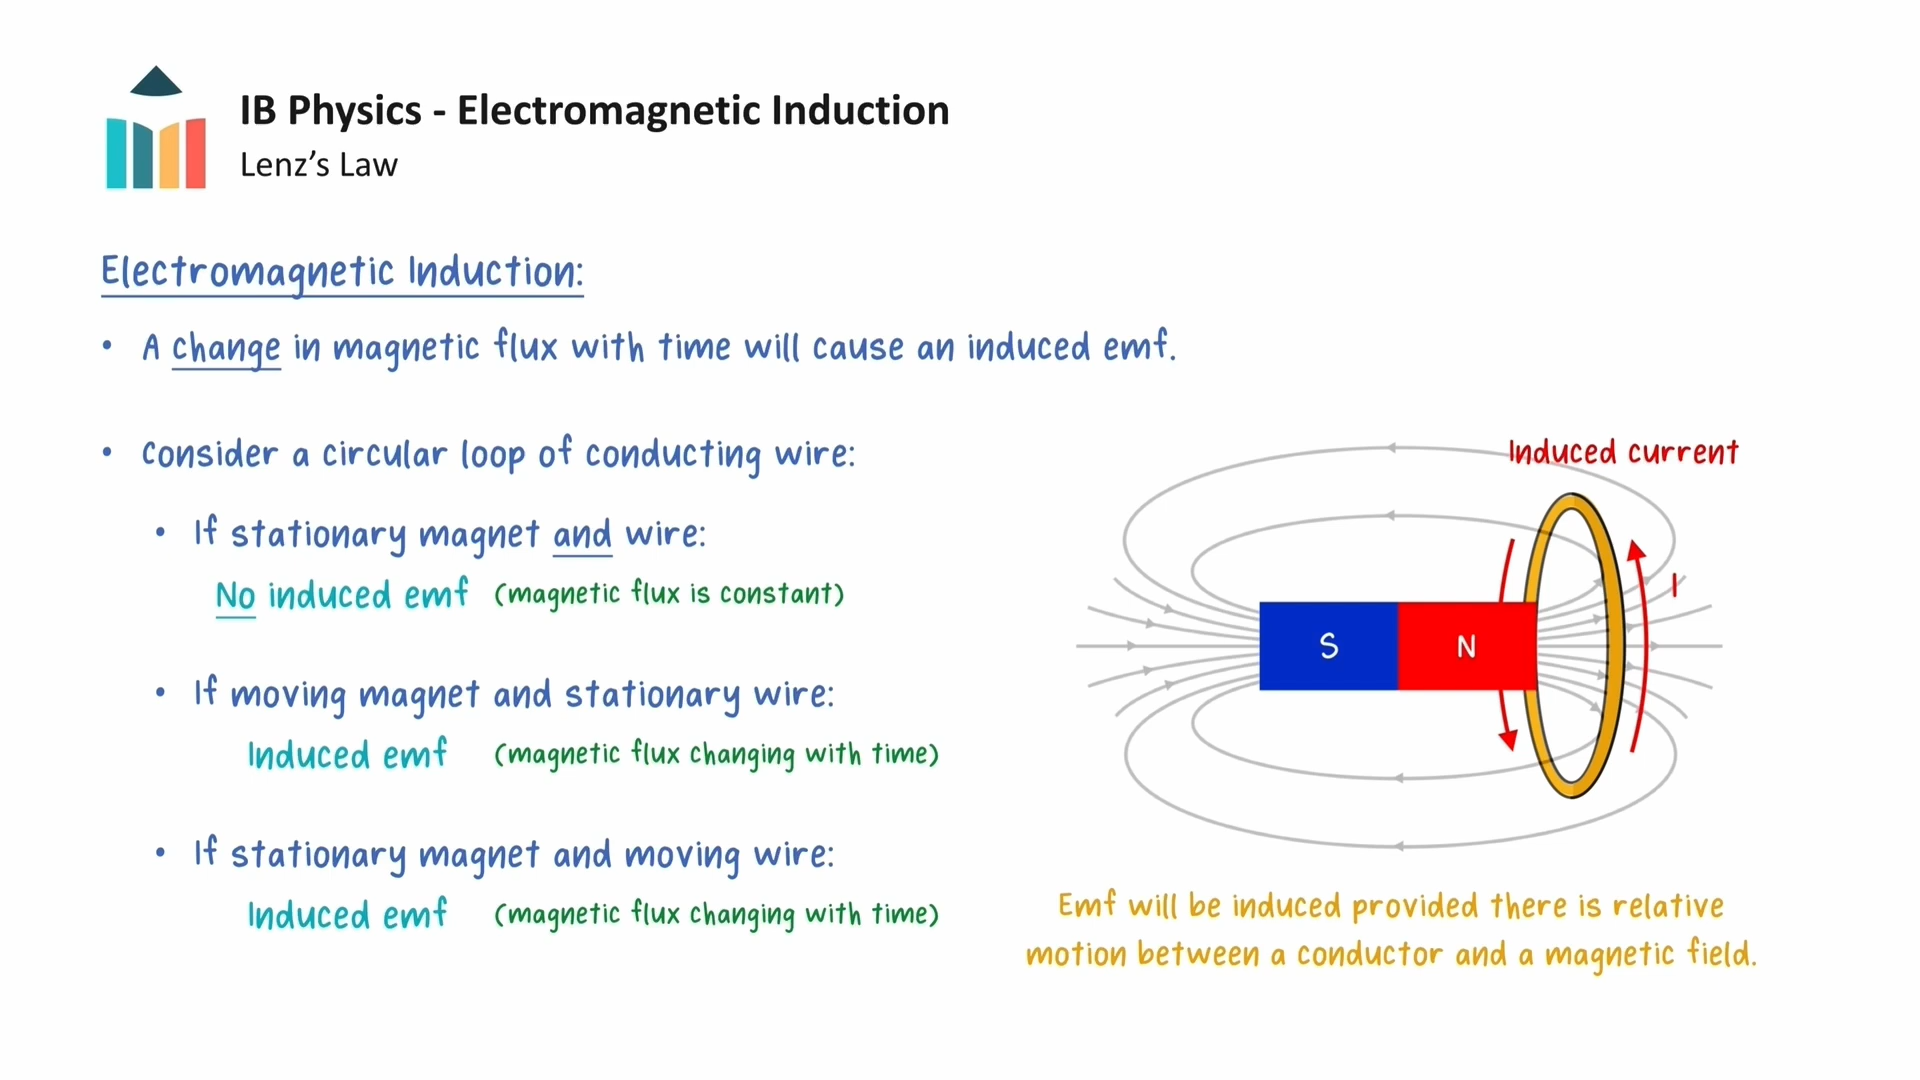 IB Physics - Electromagnetic Induction
Lenz's Law
Electromagnetic Induction:
• A change in magnetic flux with time will cause an induced emf.
• Consider a circular loop of conducting wire:
• If stationary magnet and wire:
No induced emf (magnetic flux is constant)
• If moving magnet and stationary wire:
Induced emf (magnetic flux changing with time)
• If stationary magnet and moving wire:
Induced emf (magnetic flux changing with time)
Induced current
I
S N
Emf will be induced provided there is relative
motion between a conductor and a magnetic field.